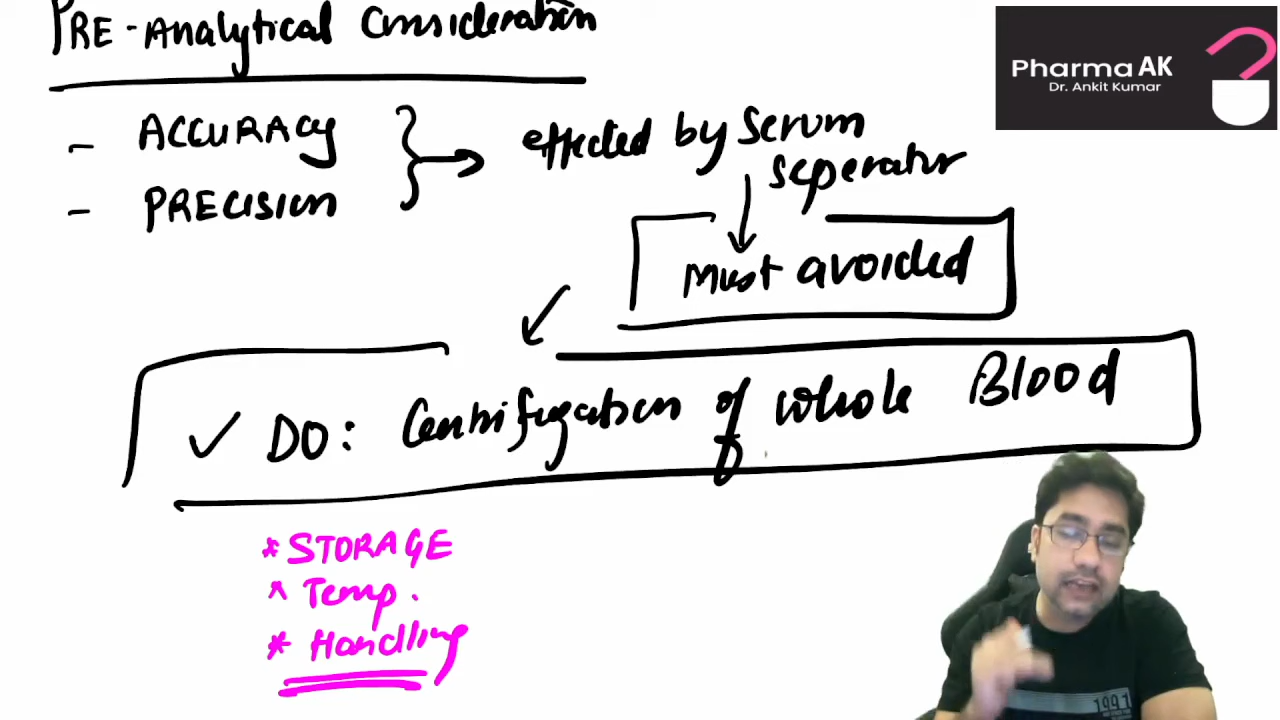 PRE-Analytical Consideration
- ACCURACY
- PRECISION
effected by Serum
seperator
Must avoided
✓ DO: Centrifugation of whole Blood
* STORAGE
* Temp.
* Handling
Pharma AK
Dr. Ankit Kumar
1991